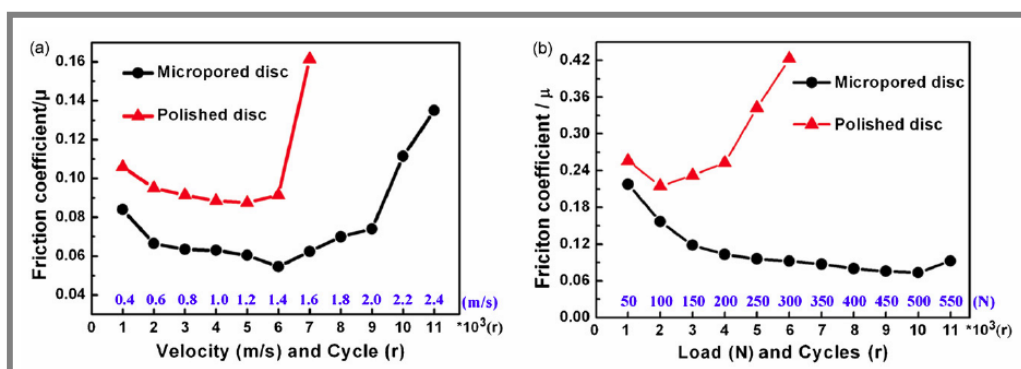 (a)
0.16
0.14
0.12
0.10
0.08
0.06
0.04
Friction coefficient/μ
Micropored disc
Polished disc
0.4 0.6 0.8 1.0 1.2 1.4 1.6 1.8 2.0 2.2 2.4 (m/s)
0 1 2 3 4 5 6 7 8 9 10 11 *10³(r)
Velocity (m/s) and Cycle (r)
(b)
0.42
0.36
0.30
0.24
0.18
0.12
0.06
0.00
Friciton coefficient / μ
Micropored disc
Polished disc
50 100 150 200 250 300 350 400 450 500 550 (N)
0 1 2 3 4 5 6 7 8 9 10 11 *10³(r)
Load (N) and Cycles (r)